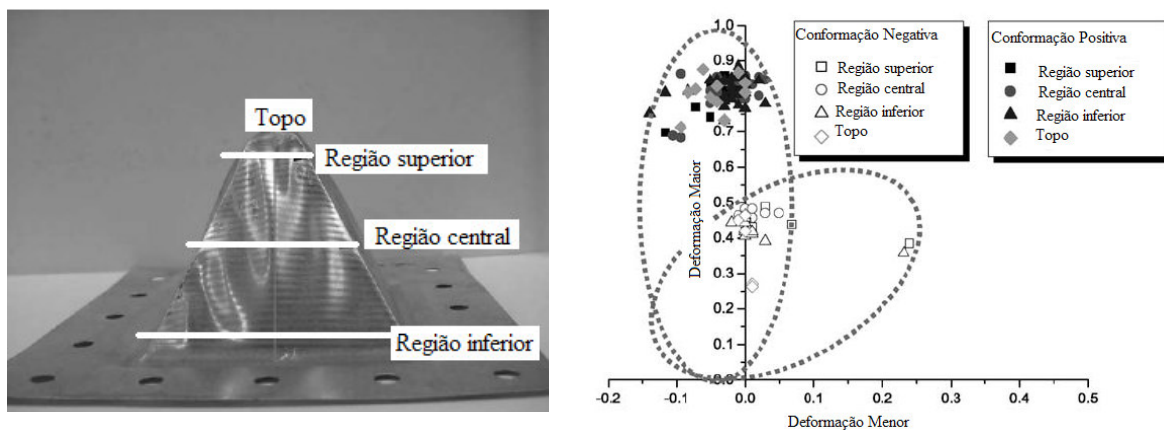 Topo
Região superior
Região central
Região inferior
1.0
0.9
0.8
0.7
0.6
0.5
0.4
0.3
0.2
0.1
0.0
Deformação Maior
-0.2
-0.1
0.0
0.1
0.2
0.3
0.4
0.5
Deformação Menor
Conformação Negativa
Região superior
Região central
Região inferior
Topo
Conformação Positiva
Região superior
Região central
Região inferior
Topo